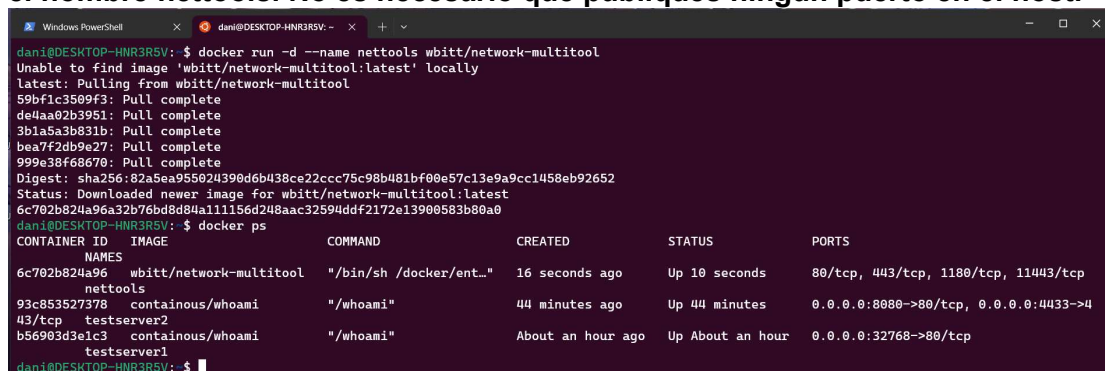 el nombre nettools. No es necesario que publiques ningún puerto en el host.
Windows PowerShell dani@DESKTOP-HNR3R5V: ~
dani@DESKTOP-HNR3R5V:~$ docker run -d --name nettools wbitt/network-multitool
Unable to find image 'wbitt/network-multitool:latest' locally
latest: Pulling from wbitt/network-multitool
59bf1c3509f3: Pull complete
de4aa02b3951: Pull complete
3b1a5a3b831b: Pull complete
bea7f2db9e27: Pull complete
999e38f68670: Pull complete
Digest: sha256:82a5ea955024390d6b438ce22ccc75c98b481bf00e57c13e9a9cc1458eb92652
Status: Downloaded newer image for wbitt/network-multitool:latest
6c702b824a96a32b76bd8d84a111156d248aac32594ddf2172e13900583b80a0
dani@DESKTOP-HNR3R5V:~$ docker ps
CONTAINER ID IMAGE COMMAND CREATED STATUS PORTS
NAMES
6c702b824a96 wbitt/network-multitool "/bin/sh /docker/ent…" 16 seconds ago Up 10 seconds 80/tcp, 443/tcp, 1180/tcp, 11443/tcp
nettools
93c853527378 containous/whoami "/whoami" 44 minutes ago Up 44 minutes 0.0.0.0:8080->80/tcp, 0.0.0.0:4433->4
43/tcp testserver2
b56903d3e1c3 containous/whoami "/whoami" About an hour ago Up About an hour 0.0.0.0:32768->80/tcp
testserver1
dani@DESKTOP-HNR3R5V:~$